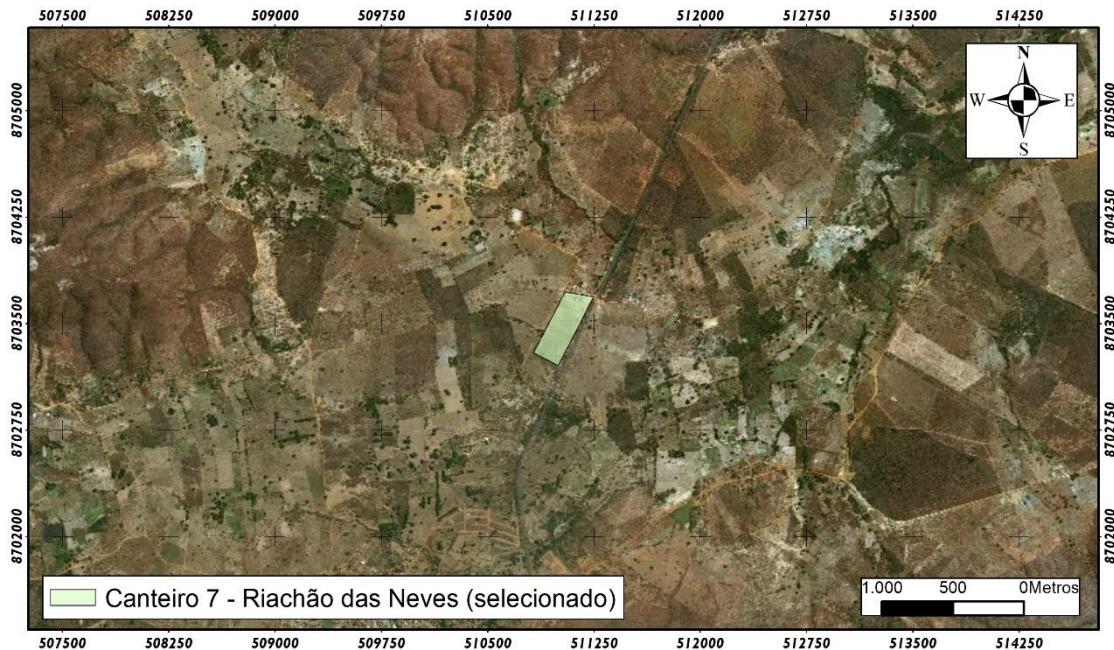 507500 508250 509000 509750 510500 511250 512000 512750 513500 514250
N
W E
S
8705000 8705000
8704250 8704250
8703500 8703500
8702750 8702750
8702000 8702000
Canteiro 7 - Riachão das Neves (selecionado)
1.000 500 0Metros
507500 508250 509000 509750 510500 511250 512000 512750 513500 514250